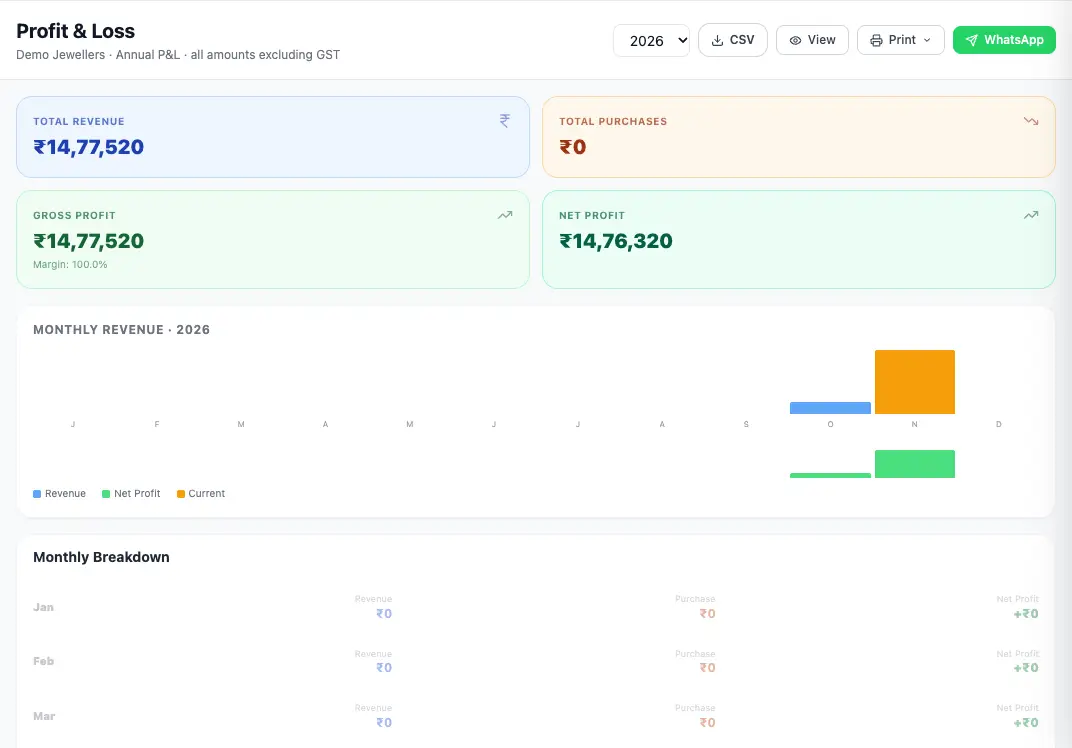 Profit & Loss
Demo Jewellers · Annual P&L · all amounts excluding GST
2026
CSV
View
Print
WhatsApp
TOTAL REVENUE
₹
₹14,77,520
TOTAL PURCHASES
₹0
GROSS PROFIT
₹14,77,520
Margin: 100.0%
NET PROFIT
₹14,76,320
MONTHLY REVENUE · 2026
J F M A M J J A S O N D
Revenue Net Profit Current
Monthly Breakdown
Revenue Purchase Net Profit
Jan ₹0 ₹0 +₹0
Revenue Purchase Net Profit
Feb ₹0 ₹0 +₹0
Revenue Purchase Net Profit
Mar ₹0 ₹0 +₹0